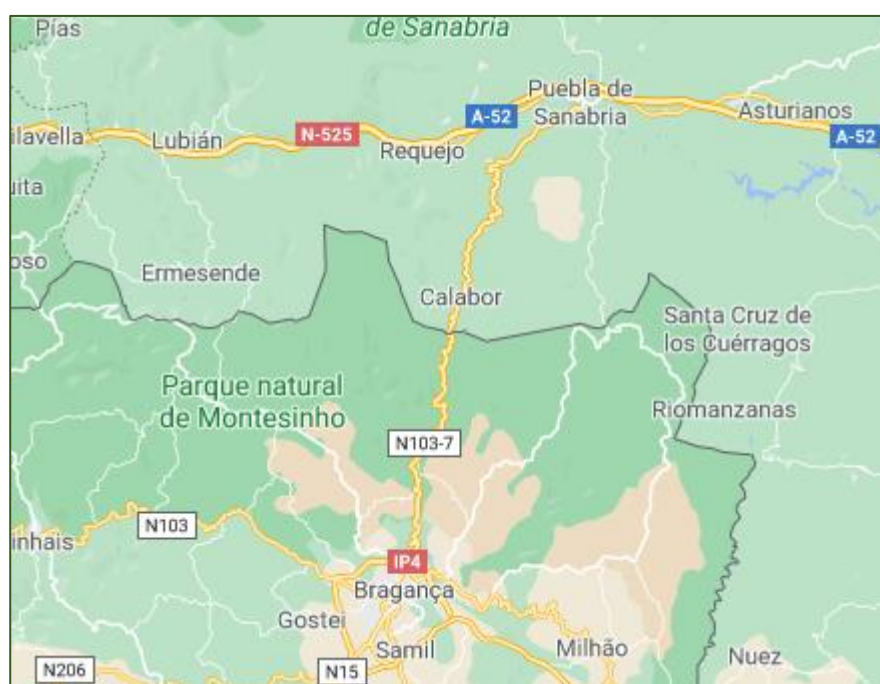 Pías
de Sanabria
Puebla de
Sanabria
A-52
Asturianos
ilavella
Lubián
N-525
Requejo
A-52
uita
oso
Ermesende
Calabor
Santa Cruz de
los Cuérragos
Parque natural
de Montesinho
Riomanzanas
N103-7
N103
inhais
IP4
Bragança
Gostei
Samil
Milhão
Nuez
N206
N15